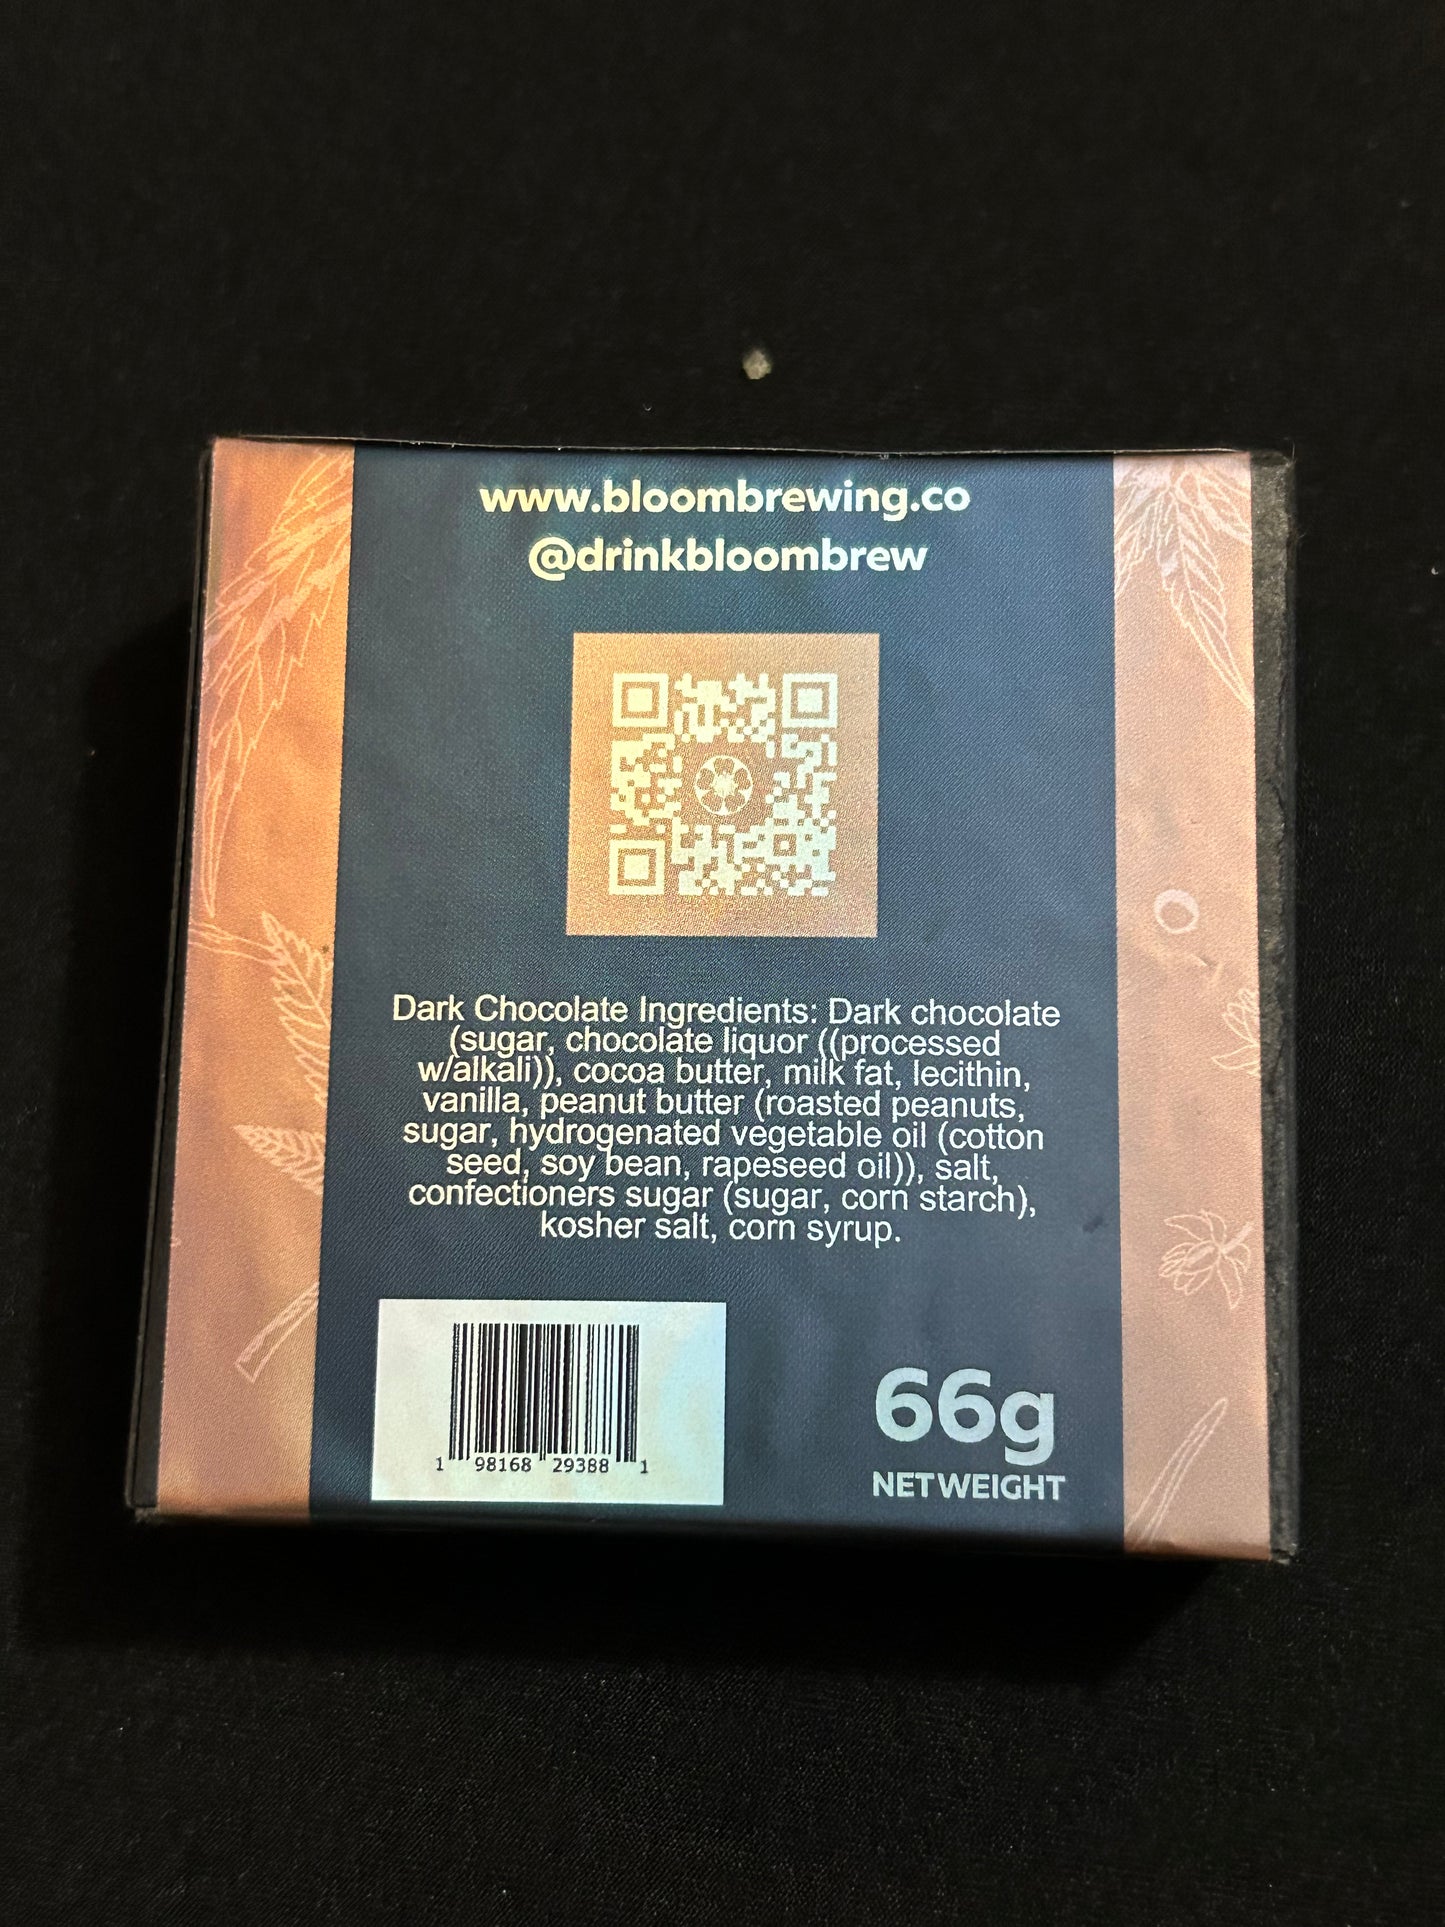 www.bloombrewing.co
@drinkbloombrew
Dark Chocolate Ingredients: Dark chocolate
(sugar, chocolate liquor ((processed
w/alkali)), cocoa butter, milk fat, lecithin,
vanilla, peanut butter (roasted peanuts,
sugar, hydrogenated vegetable oil (cotton
seed, soy bean, rapeseed oil)), salt,
confectioners sugar (sugar, corn starch),
kosher salt, corn syrup.
1 98168 29388 1
66g
NET WEIGHT